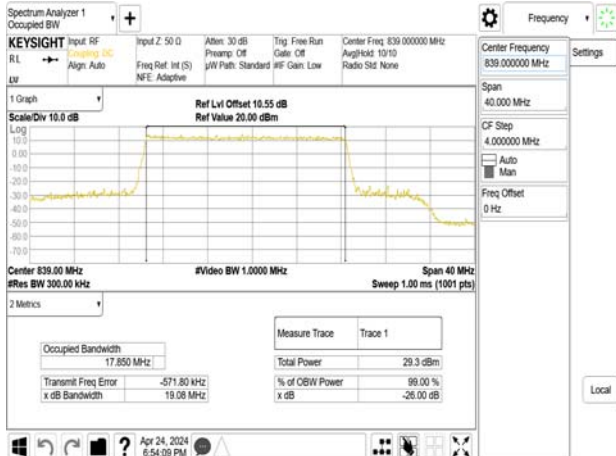 Spectrum Analyzer 1
Occupied BW
Frequency
KEYSIGHT
Input: RF
Coupling: DC
Align: Auto
RL
LXI
Input Z: 50 Ω
Freq Ref: Int (S)
NFE: Adaptive
Atten: 30 dB
Preamp: Off
µW Path: Standard
Trig: Free Run
Gate: Off
#IF Gain: Low
Center Freq: 839.000000 MHz
Avg|Hold: 10/10
Radio Std: None
Center Frequency
839.000000 MHz
Settings
Span
40.000 MHz
CF Step
4.000000 MHz
Auto
Man
Freq Offset
0 Hz
Local
1 Graph
Scale/Div 10.0 dB
Ref Lvl Offset 10.55 dB
Ref Value 20.00 dBm
Log
10.0
0.00
-10.0
-20.0
-30.0
-40.0
-50.0
-60.0
-70.0
Center 839.00 MHz
#Video BW 1.0000 MHz
Span 40 MHz
#Res BW 300.00 kHz
Sweep 1.00 ms (1001 pts)
2 Metrics
Measure Trace
Trace 1
Occupied Bandwidth
17.850 MHz
Total Power
29.3 dBm
Transmit Freq Error
-571.80 kHz
% of OBW Power
99.00 %
x dB Bandwidth
19.08 MHz
x dB
-26.00 dB
Apr 24, 2024
6:54:09 PM